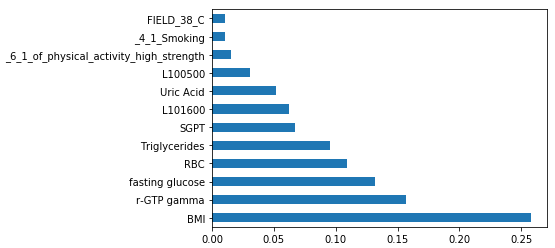 FIELD_38_C
_4_1_Smoking
_6_1_of_physical_activity_high_strength
L100500
Uric Acid
L101600
SGPT
Triglycerides
RBC
fasting glucose
r-GTP gamma
BMI
0.00 0.05 0.10 0.15 0.20 0.25